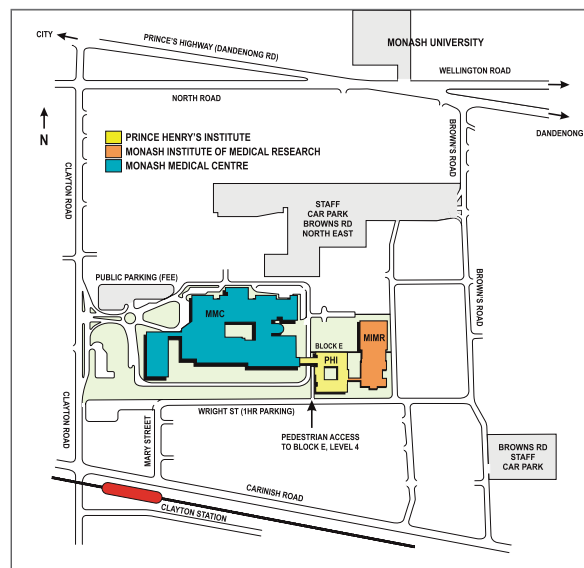 CITY
PRINCE'S HIGHWAY (DANDENONG RD)
MONASH UNIVERSITY
WELLINGTON ROAD
NORTH ROAD
N
DANDENONG
BROWN'S ROAD
PRINCE HENRY'S INSTITUTE
MONASH INSTITUTE OF MEDICAL RESEARCH
MONASH MEDICAL CENTRE
CLAYTON ROAD
STAFF
CAR PARK
BROWNS RD
NORTH EAST
PUBLIC PARKING (FEE)
BROWN'S ROAD
MMC
BLOCK E
MIMR
PHI
CLAYTON ROAD
WRIGHT ST (1HR PARKING)
MARY STREET
PEDESTRIAN ACCESS
TO BLOCK E, LEVEL 4
BROWNS RD
STAFF
CAR PARK
CARINISH ROAD
CLAYTON STATION